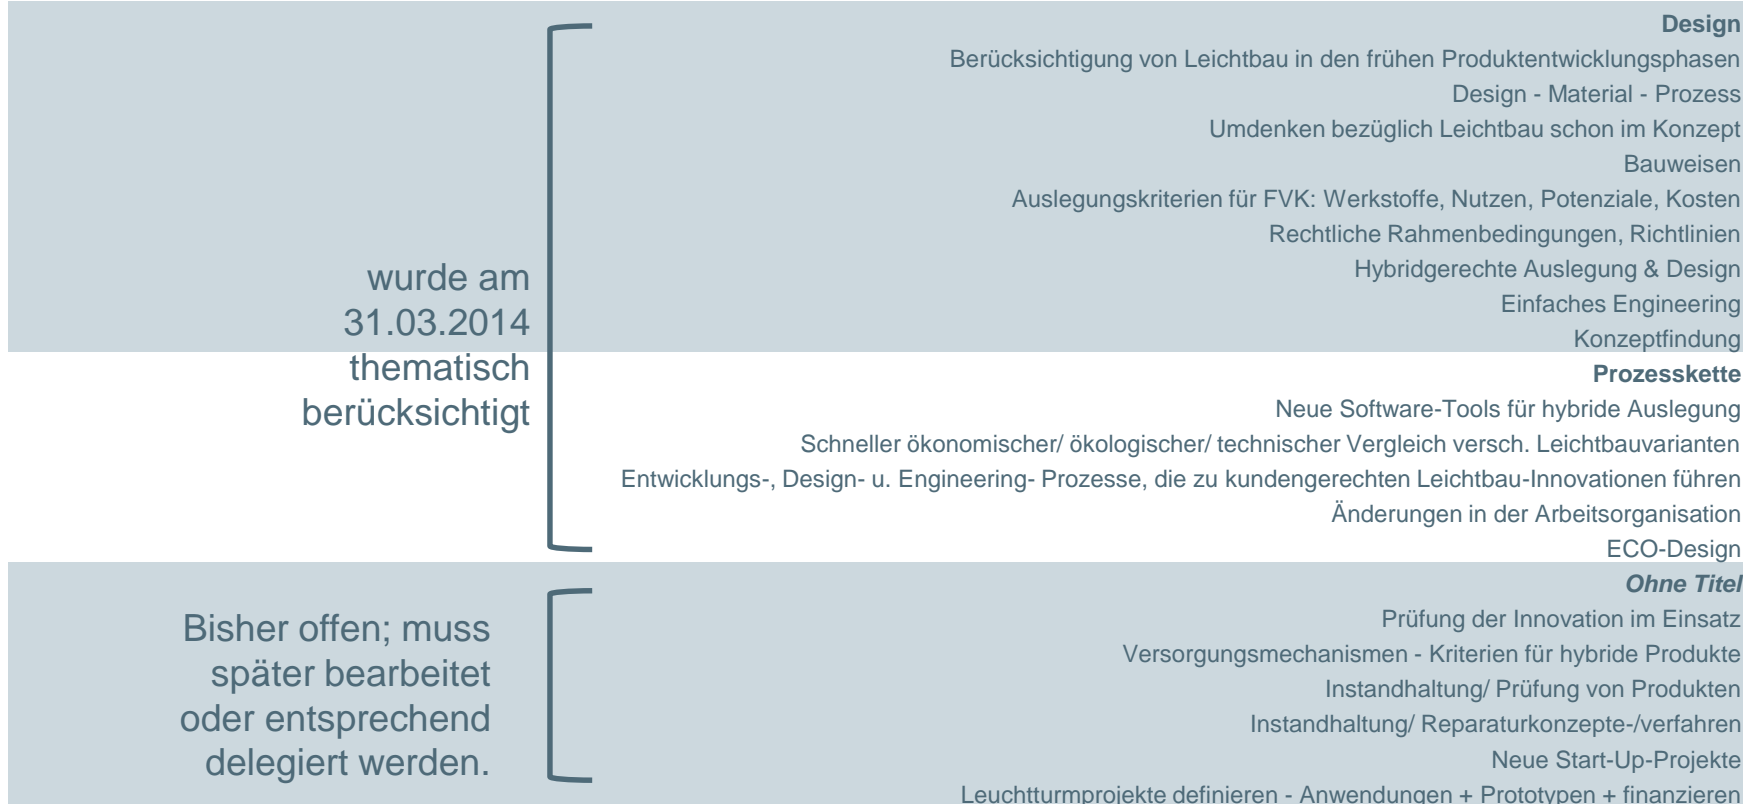 Design
Berücksichtigung von Leichtbau in den frühen Produktentwicklungsphasen
Design - Material - Prozess
Umdenken bezüglich Leichtbau schon im Konzept
Bauweisen
Auslegungskriterien für FVK: Werkstoffe, Nutzen, Potenziale, Kosten
Rechtliche Rahmenbedingungen, Richtlinien
Hybridgerechte Auslegung & Design
Einfaches Engineering
Konzeptfindung
wurde am
31.03.2014
thematisch
berücksichtigt
Prozesskette
Neue Software-Tools für hybride Auslegung
Schneller ökonomischer/ ökologischer/ technischer Vergleich versch. Leichtbauvarianten
Entwicklungs-, Design- u. Engineering- Prozesse, die zu kundengerechten Leichtbau-Innovationen führen
Änderungen in der Arbeitsorganisation
ECO-Design
Ohne Titel
Prüfung der Innovation im Einsatz
Versorgungsmechanismen - Kriterien für hybride Produkte
Instandhaltung/ Prüfung von Produkten
Instandhaltung/ Reparaturkonzepte-/verfahren
Neue Start-Up-Projekte
Leuchtturmprojekte definieren - Anwendungen + Prototypen + finanzieren
Bisher offen; muss
später bearbeitet
oder entsprechend
delegiert werden.